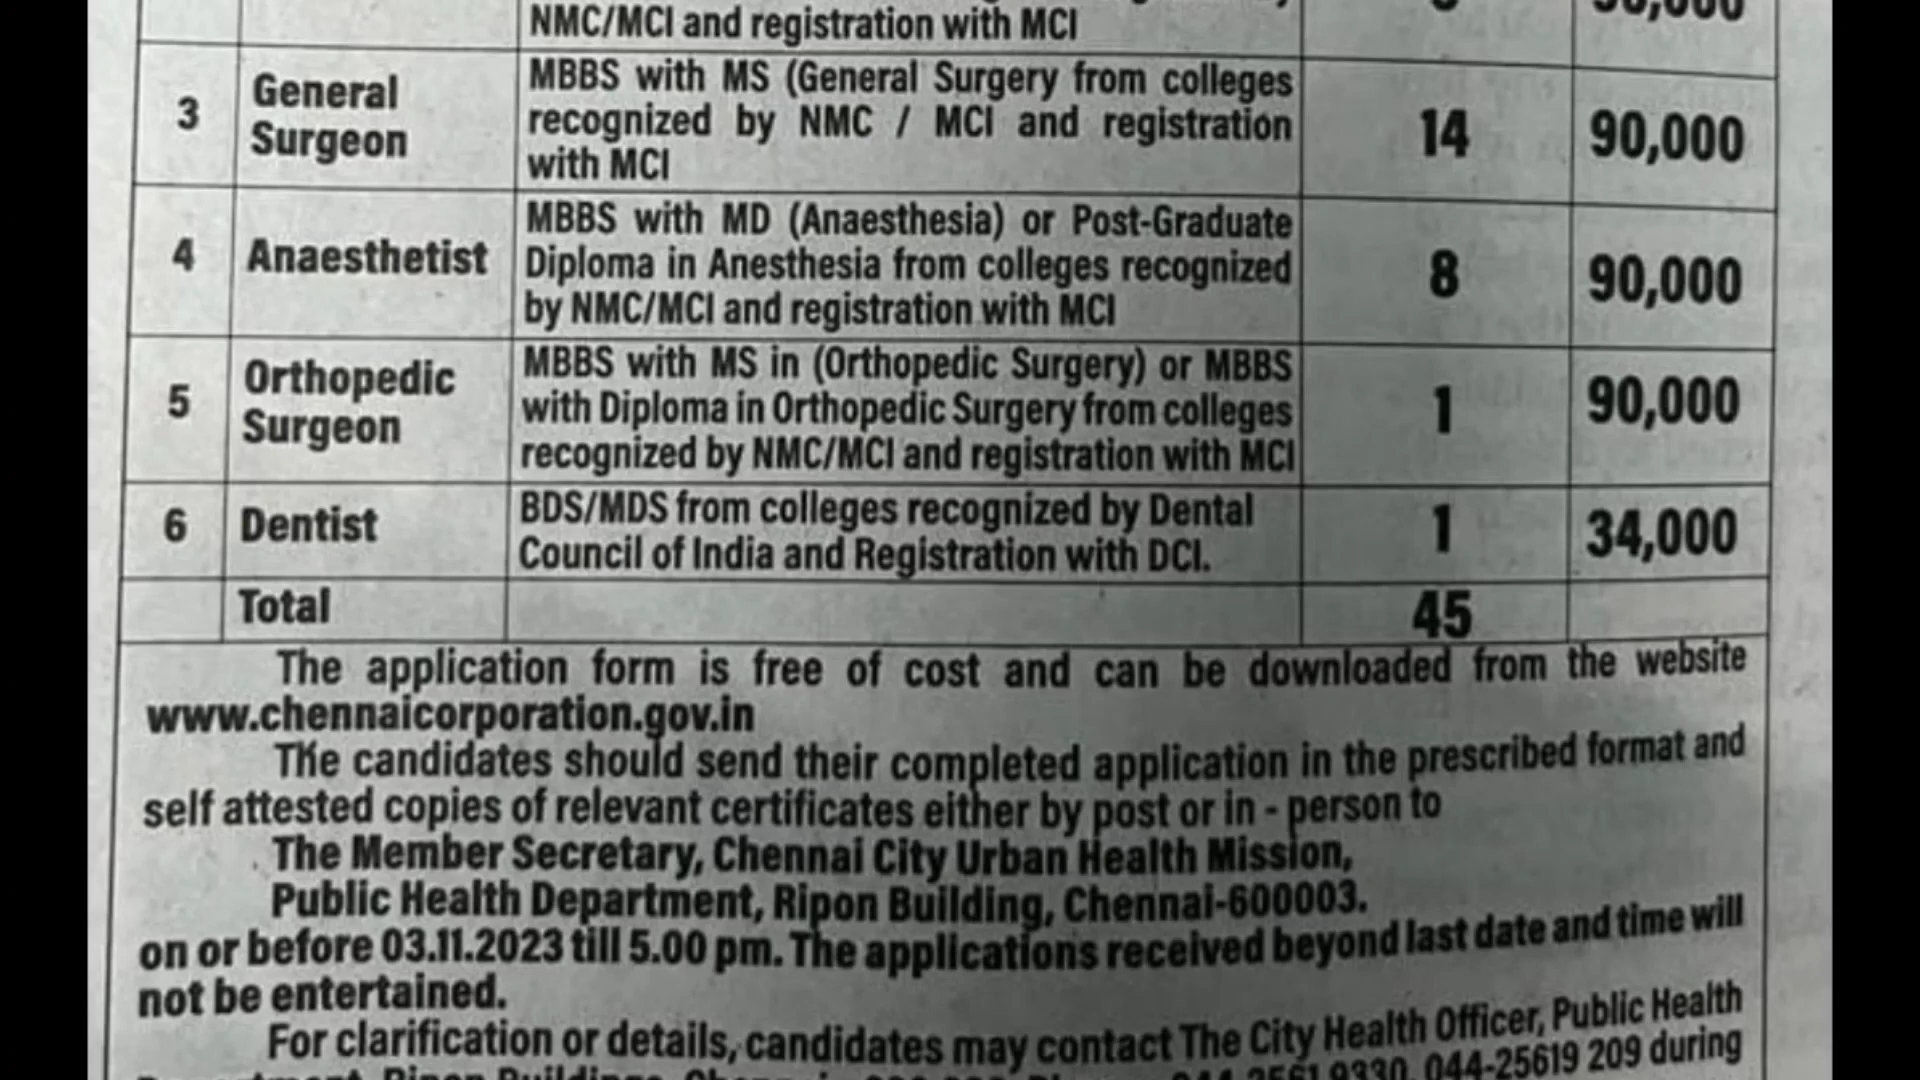 NMC/MCI and registration with MCI
3 General Surgeon MBBS with MS (General Surgery from colleges
recognized by NMC / MCI and registration
with MCI 14 90,000
4 Anaesthetist MBBS with MD (Anaesthesia) or Post-Graduate
Diploma in Anesthesia from colleges recognized
by NMC/MCI and registration with MCI 8 90,000
5 Orthopedic Surgeon MBBS with MS in (Orthopedic Surgery) or MBBS
with Diploma in Orthopedic Surgery from colleges
recognized by NMC/MCI and registration with MCI 1 90,000
6 Dentist BDS/MDS from colleges recognized by Dental
Council of India and Registration with DCI. 1 34,000
Total 45
The application form is free of cost and can be downloaded from the website
www.chennaicorporation.gov.in
The candidates should send their completed application in the prescribed format and
self attested copies of relevant certificates either by post or in - person to
The Member Secretary, Chennai City Urban Health Mission,
Public Health Department, Ripon Building, Chennai-600003.
on or before 03.11.2023 till 5.00 pm. The applications received beyond last date and time will
not be entertained.
For clarification or details, candidates may contact The City Health Officer, Public Health
044-25619 209 during